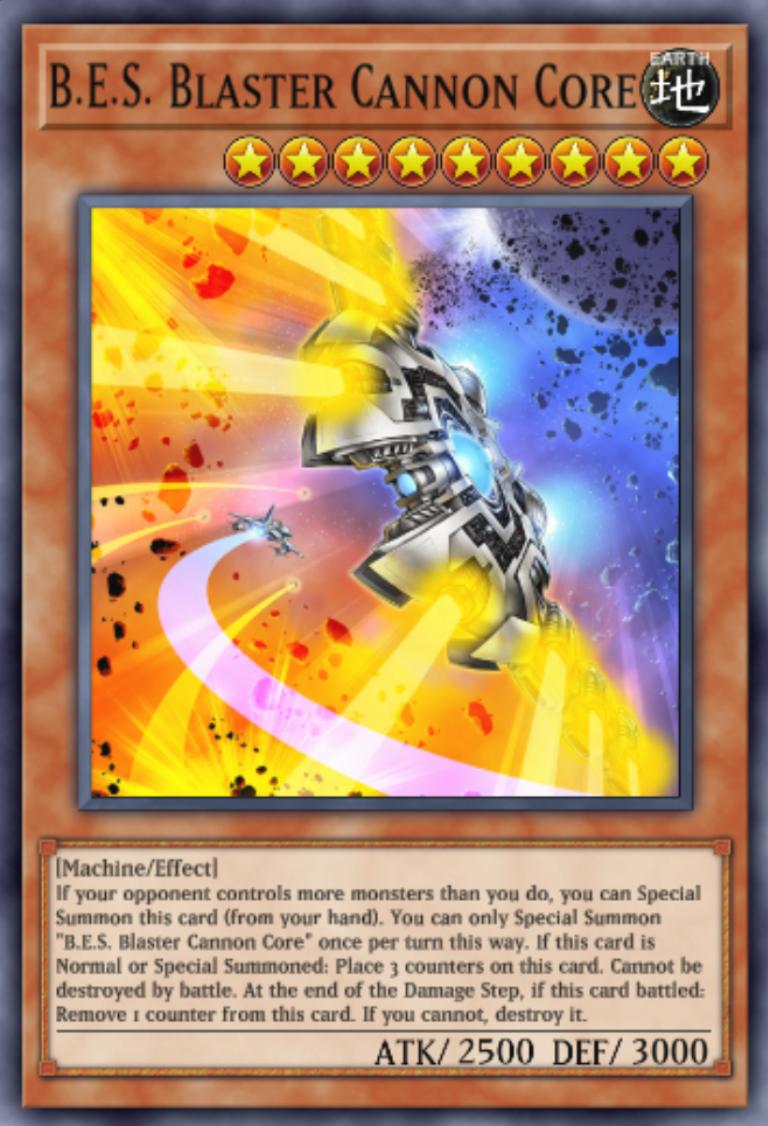 B.E.S. BLASTER CANNON CORE
EARTH
地
[Machine/Effect]
If your opponent controls more monsters than you do, you can Special
Summon this card (from your hand). You can only Special Summon
"B.E.S. Blaster Cannon Core" once per turn this way. If this card is
Normal or Special Summoned: Place 3 counters on this card. Cannot be
destroyed by battle. At the end of the Damage Step, if this card battled:
Remove 1 counter from this card. If you cannot, destroy it.
ATK/ 2500 DEF/ 3000